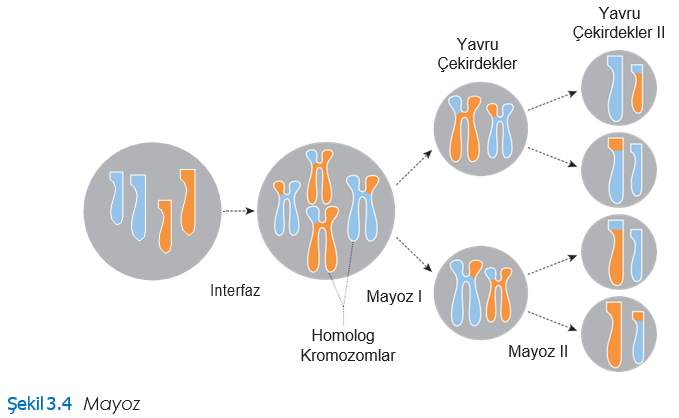 Yavru
Çekirdekler
Yavru
Çekirdekler II
Interfaz
Mayoz I
Homolog
Kromozomlar
Mayoz II
Şekil 3.4 Mayoz